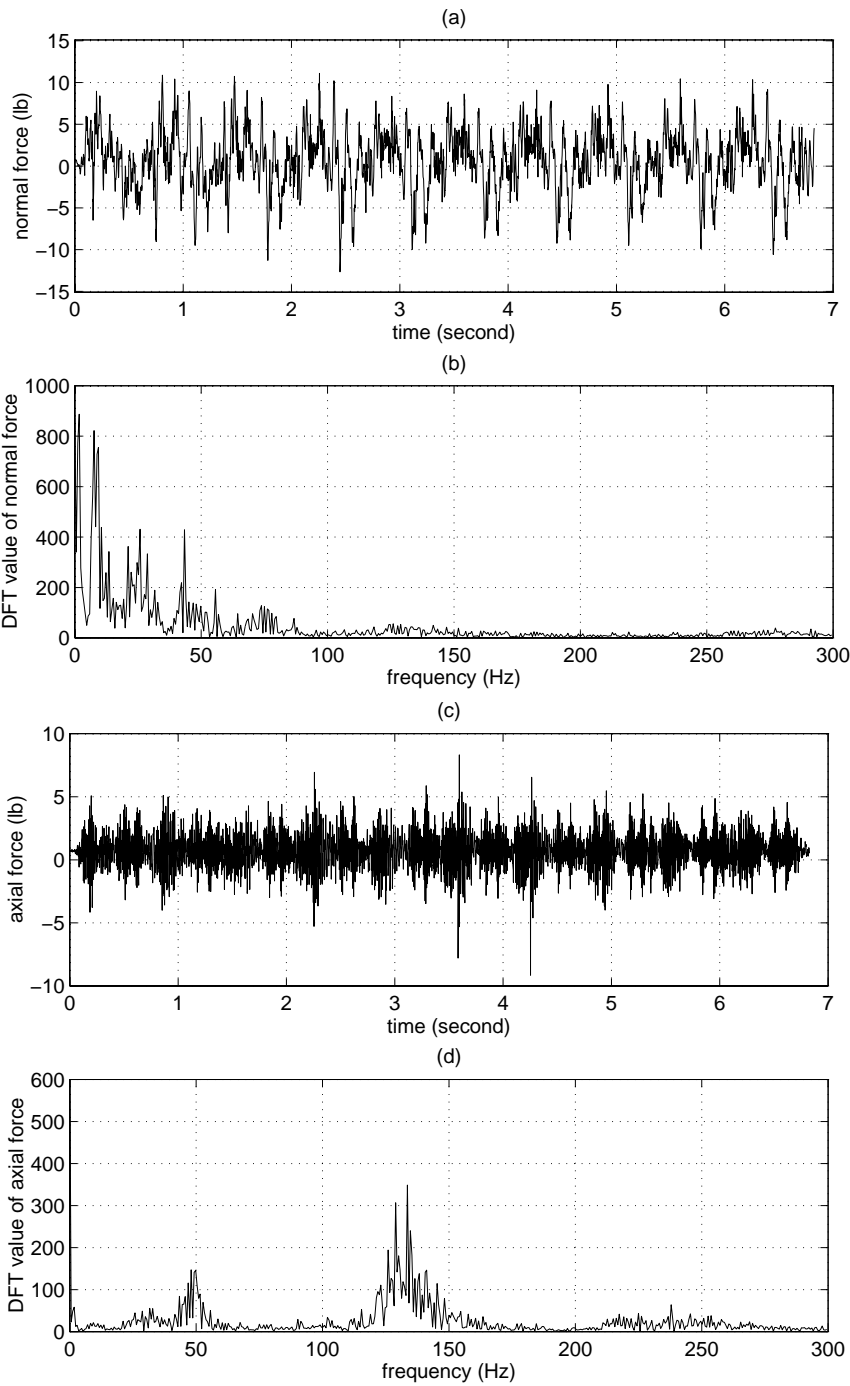 (a)
15
10
5
0
−5
−10
−15
normal force (lb)
0 1 2 3 4 5 6 7
time (second)
(b)
1000
800
600
400
200
0
DFT value of normal force
0 50 100 150 200 250 300
frequency (Hz)
(c)
10
5
0
−5
−10
axial force (lb)
0 1 2 3 4 5 6 7
time (second)
(d)
600
500
400
300
200
100
0
DFT value of axial force
0 50 100 150 200 250 300
frequency (Hz)